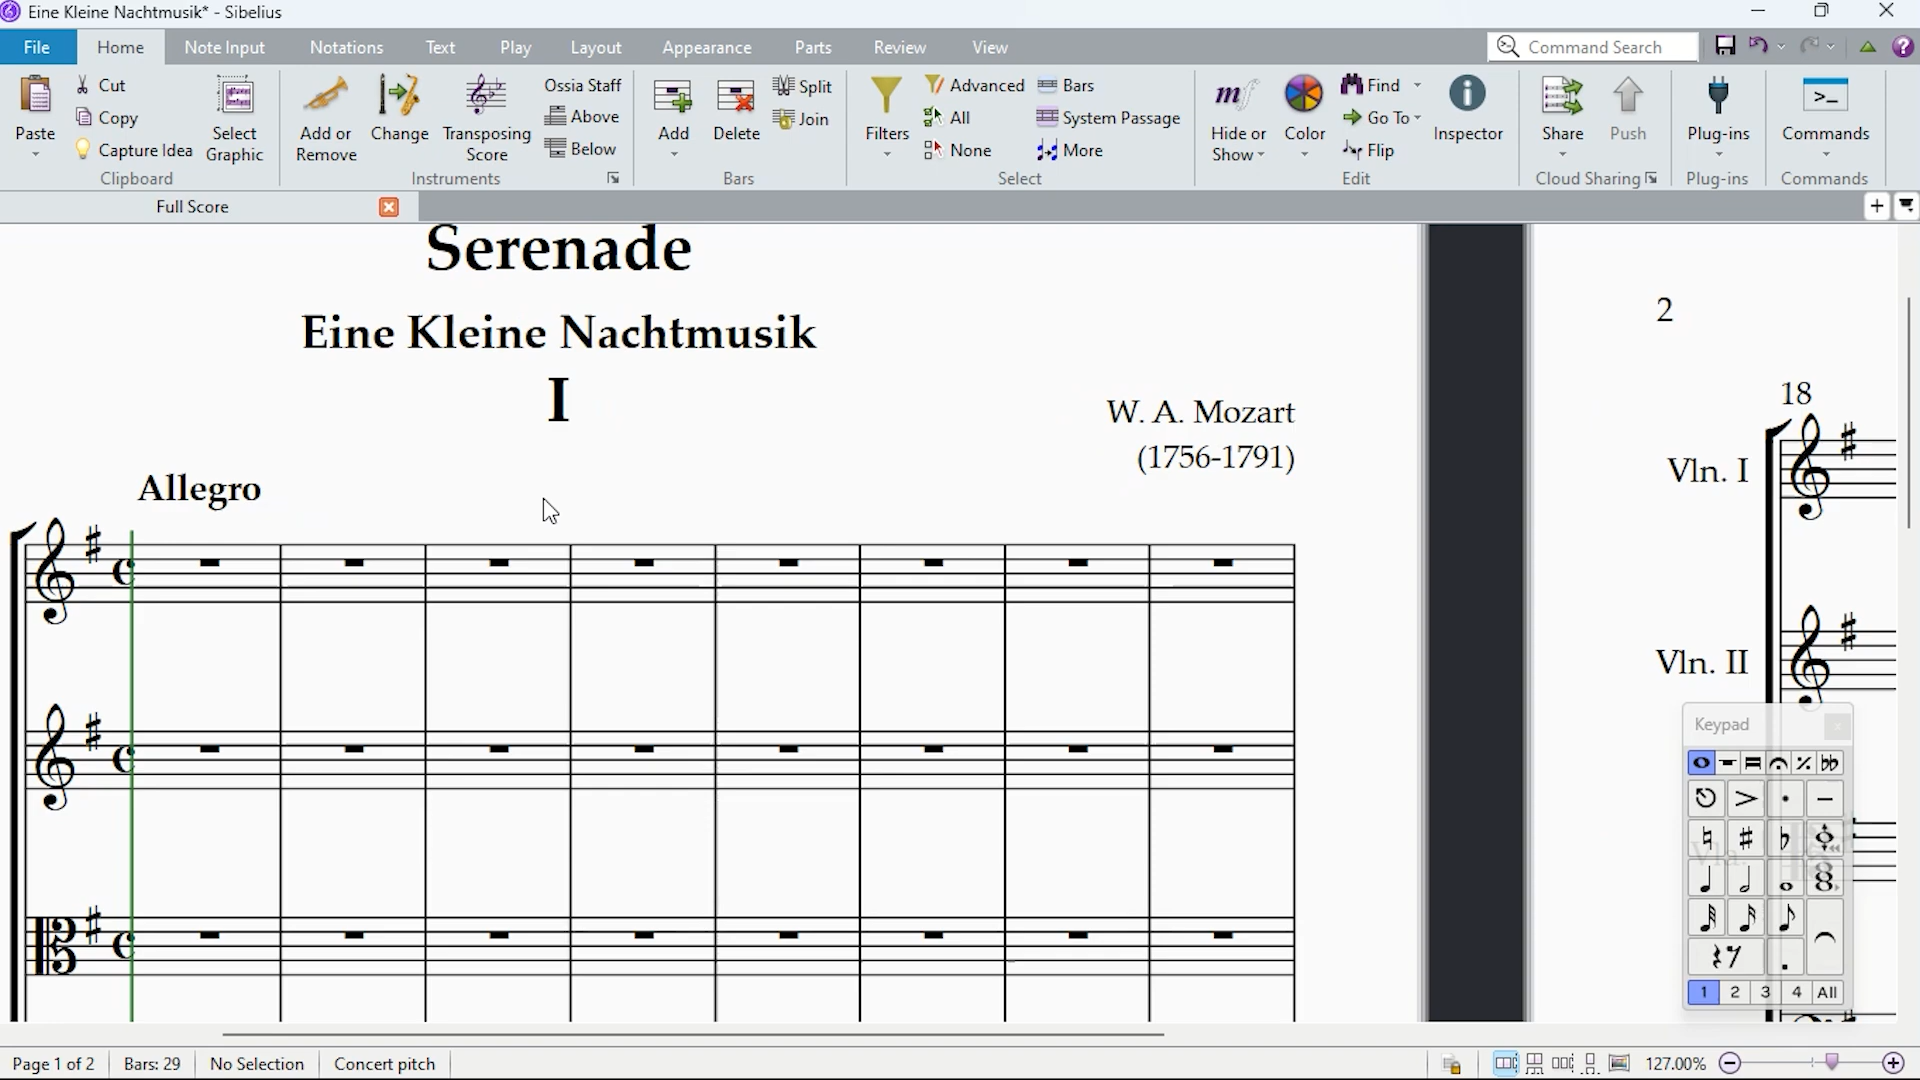 Eine Kleine Nachtmusik* - Sibelius
File Home Note Input Notations Text Play Layout Appearance Parts Review View Command Search
Paste
Cut
Copy
Capture Idea
Select Graphic
Clipboard
Add or Remove
Change
Transposing Score
Ossia Staff
Above
Below
Instruments
Add
Delete
Split
Join
Bars
Filters
Advanced
All
None
Bars
System Passage
More
Select
Hide or Show
Color
Find
Go To
Flip
Inspector
Edit
Share
Push
Cloud Sharing
Plug-ins
Plug-ins
Commands
Commands
Full Score
Serenade
Eine Kleine Nachtmusik
I
W. A. Mozart
(1756-1791)
Allegro
2
18
Vln. I
Vln. II
Vla.
Keypad
1 2 3 4 All
Page 1 of 2 Bars: 29 No Selection Concert pitch 127.00%